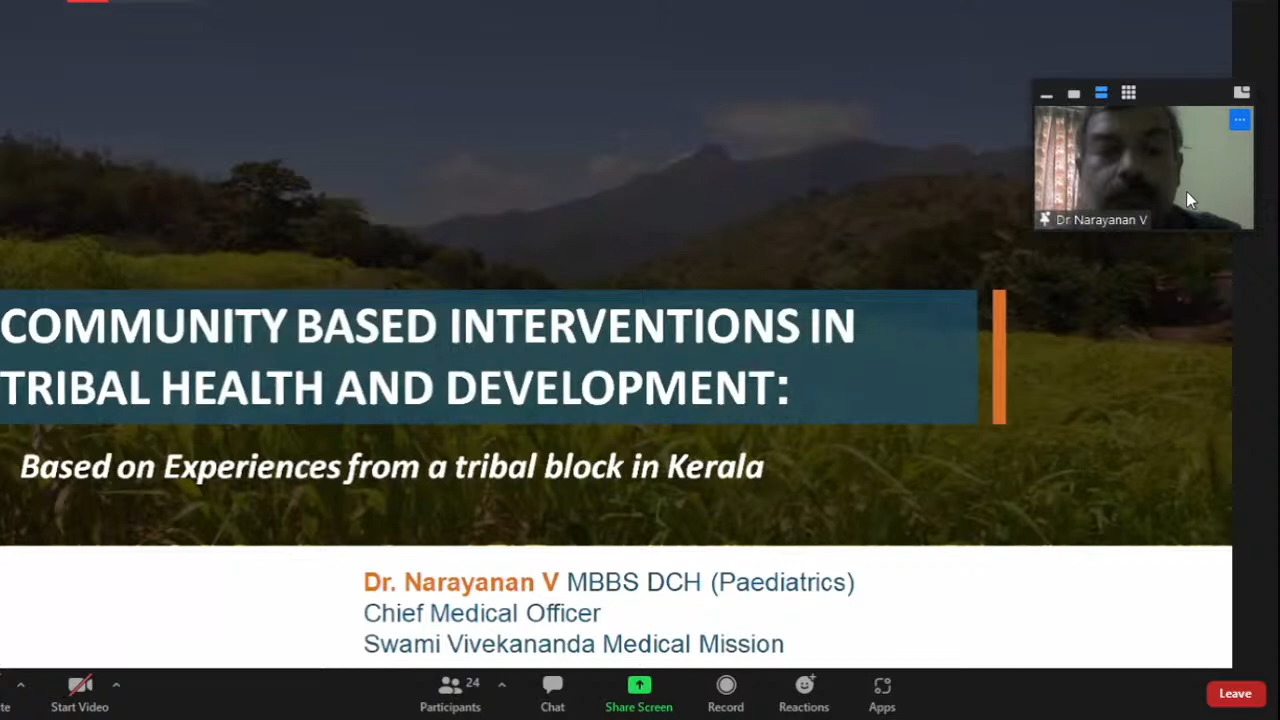 Dr Narayanan V
COMMUNITY BASED INTERVENTIONS IN
TRIBAL HEALTH AND DEVELOPMENT:
Based on Experiences from a tribal block in Kerala
Dr. Narayanan V MBBS DCH (Paediatrics)
Chief Medical Officer
Swami Vivekananda Medical Mission
te
Start Video
24
Participants
Chat
Share Screen
Record
Reactions
Apps
Leave